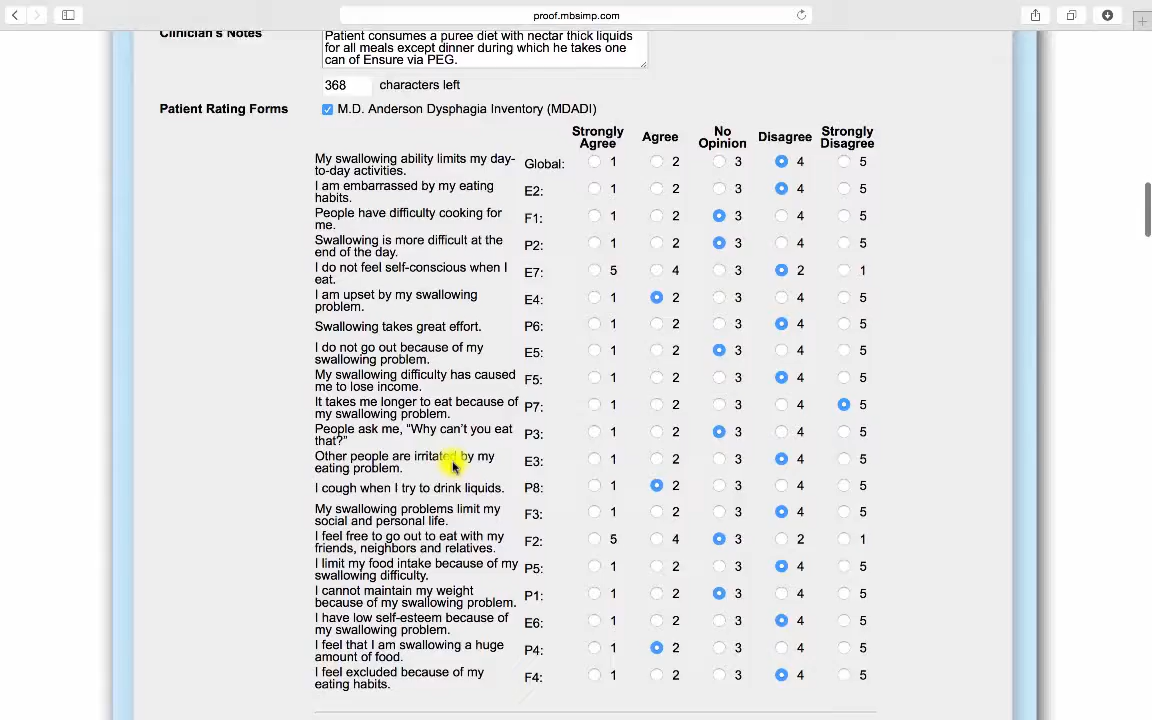 proof.mbsimp.com
Clinician's Notes
Patient consumes a puree diet with nectar thick liquids
for all meals except dinner during which he takes one
can of Ensure via PEG.
368 characters left
Patient Rating Forms
M.D. Anderson Dysphagia Inventory (MDADI)
Strongly Agree Agree No Opinion Disagree Strongly Disagree
My swallowing ability limits my day-
to-day activities.
Global: 1 2 3 4 5
I am embarrassed by my eating
habits.
E2: 1 2 3 4 5
People have difficulty cooking for
me.
F1: 1 2 3 4 5
Swallowing is more difficult at the
end of the day.
P2: 1 2 3 4 5
I do not feel self-conscious when I
eat.
E7: 5 4 3 2 1
I am upset by my swallowing
problem.
E4: 1 2 3 4 5
Swallowing takes great effort. P6: 1 2 3 4 5
I do not go out because of my
swallowing problem.
E5: 1 2 3 4 5
My swallowing difficulty has caused
me to lose income.
F5: 1 2 3 4 5
It takes me longer to eat because of
my swallowing problem.
P7: 1 2 3 4 5
People ask me, “Why can’t you eat
that?”
P3: 1 2 3 4 5
Other people are irritated by my
eating problem.
E3: 1 2 3 4 5
I cough when I try to drink liquids. P8: 1 2 3 4 5
My swallowing problems limit my
social and personal life.
F3: 1 2 3 4 5
I feel free to go out to eat with my
friends, neighbors and relatives.
F2: 5 4 3 2 1
I limit my food intake because of my
swallowing difficulty.
P5: 1 2 3 4 5
I cannot maintain my weight
because of my swallowing problem.
P1: 1 2 3 4 5
I have low self-esteem because of
my swallowing problem.
E6: 1 2 3 4 5
I feel that I am swallowing a huge
amount of food.
P4: 1 2 3 4 5
I feel excluded because of my
eating habits.
F4: 1 2 3 4 5